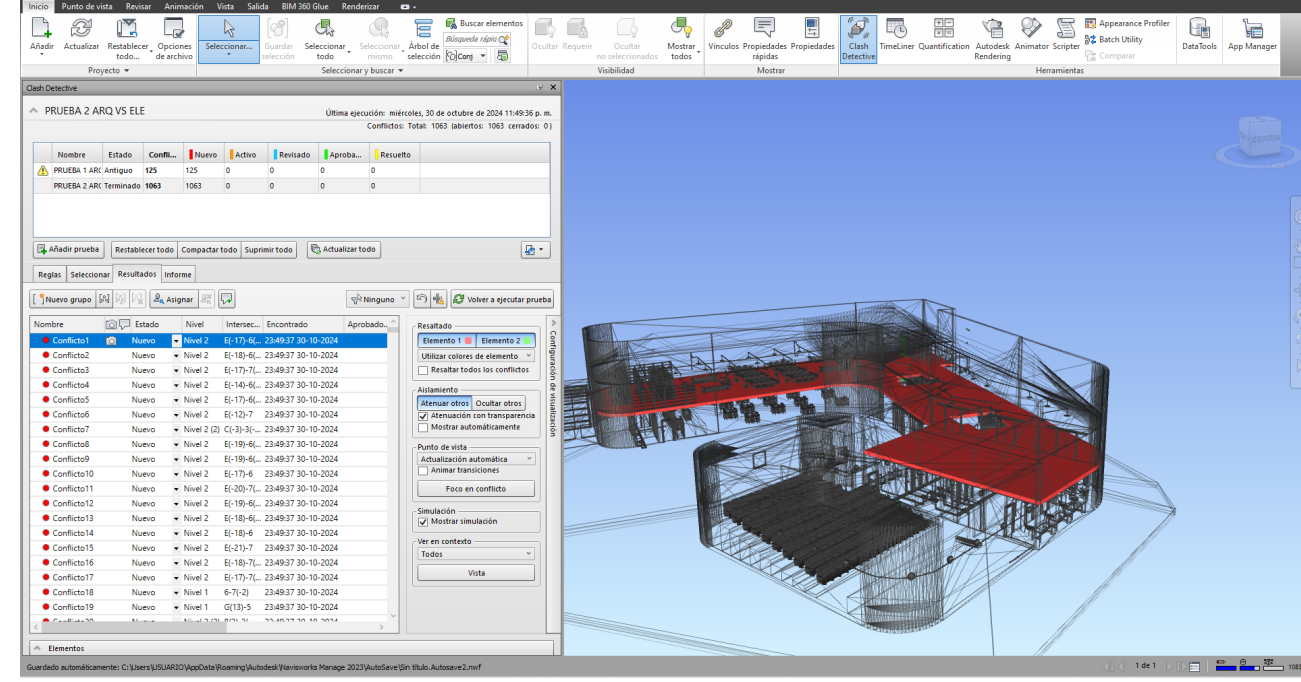 Inicio Punto de vista Revisar Animación Vista Salida BIM 360 Glue Renderizar
Añadir Actualizar Restablecer todo... Opciones de archivo Seleccionar... Guardar selección Seleccionar todo Seleccionar mismo Árbol de selección Buscar elementos Búsqueda rápida Conj Ocultar Requerir Ocultar no seleccionados Mostrar todos Vínculos Propiedades rápidas Propiedades Clash Detective TimeLiner Quantification Autodesk Rendering Animator Scripter Appearance Profiler Batch Utility Comparar DataTools App Manager
Proyecto Seleccionar y buscar Visibilidad Mostrar Herramientas
Clash Detective
PRUEBA 2 ARQ VS ELE Última ejecución: miércoles, 30 de octubre de 2024 11:49:36 p. m.
Conflictos: Total: 1063 (abiertos: 1063 cerrados: 0)
Nombre Estado Confli... Nuevo Activo Revisado Aproba... Resuelto
PRUEBA 1 ARQ Antiguo 125 125 0 0 0 0
PRUEBA 2 ARQ Terminado 1063 1063 0 0 0 0
Añadir prueba Restablecer todo Compactar todo Suprimir todo Actualizar todo
Reglas Seleccionar Resultados Informe
Nuevo grupo Asignar Ninguno Volver a ejecutar prueba
Nombre Estado Nivel Intersec... Encontrado Aprobado...
Conflicto1 Nuevo Nivel 2 E(-17)-6(... 23:49:37 30-10-2024
Conflicto2 Nuevo Nivel 2 E(-18)-6(... 23:49:37 30-10-2024
Conflicto3 Nuevo Nivel 2 E(-17)-7(... 23:49:37 30-10-2024
Conflicto4 Nuevo Nivel 2 E(-14)-6(... 23:49:37 30-10-2024
Conflicto5 Nuevo Nivel 2 E(-17)-6(... 23:49:37 30-10-2024
Conflicto6 Nuevo Nivel 2 E(-12)-7 23:49:37 30-10-2024
Conflicto7 Nuevo Nivel 2 (2) C(-3)-3(-... 23:49:37 30-10-2024
Conflicto8 Nuevo Nivel 2 E(-19)-6(... 23:49:37 30-10-2024
Conflicto9 Nuevo Nivel 2 E(-19)-6(... 23:49:37 30-10-2024
Conflicto10 Nuevo Nivel 2 E(-17)-6 23:49:37 30-10-2024
Conflicto11 Nuevo Nivel 2 E(-20)-7(... 23:49:37 30-10-2024
Conflicto12 Nuevo Nivel 2 E(-19)-6(... 23:49:37 30-10-2024
Conflicto13 Nuevo Nivel 2 E(-18)-6(... 23:49:37 30-10-2024
Conflicto14 Nuevo Nivel 2 E(-18)-6 23:49:37 30-10-2024
Conflicto15 Nuevo Nivel 2 E(-21)-7 23:49:37 30-10-2024
Conflicto16 Nuevo Nivel 2 E(-18)-7(... 23:49:37 30-10-2024
Conflicto17 Nuevo Nivel 2 E(-17)-7(... 23:49:37 30-10-2024
Conflicto18 Nuevo Nivel 1 6-7(-2) 23:49:37 30-10-2024
Conflicto19 Nuevo Nivel 1 G(13)-5 23:49:37 30-10-2024
Resaltado
Elemento 1 Elemento 2
Utilizar colores de elemento
Resaltar todos los conflictos
Aislamiento
Atenuar otros Ocultar otros
Atenuación con transparencia
Mostrar automáticamente
Punto de vista
Actualización automática
Animar transiciones
Foco en conflicto
Simulación
Mostrar simulación
Ver en contexto
Todos
Vista
Configuración de visualización
Elementos
IZQUIERDA
Guardado automáticamente: C:\Users\USUARIO\AppData\Roaming\Autodesk\Navisworks Manage 2023\AutoSave\Sin título.Autosave2.nwf 1 de 1